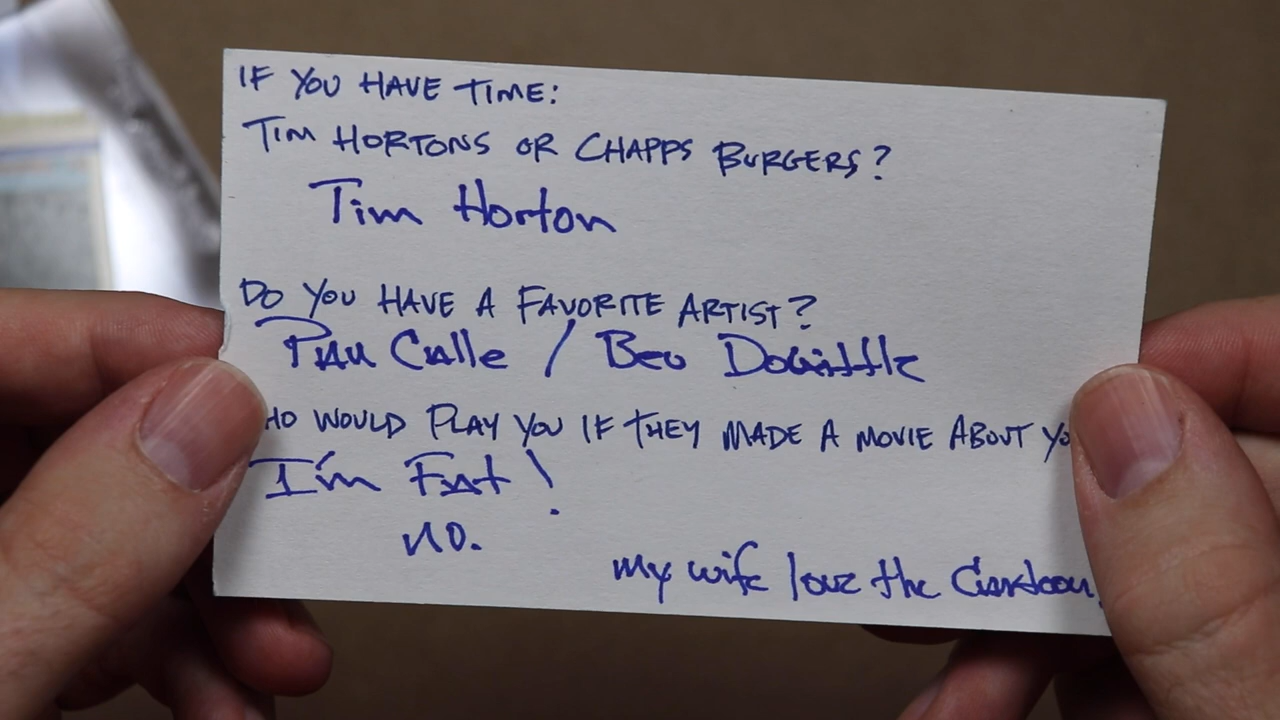 IF YOU HAVE TIME:
TIM HORTONS OR CHAPPS BURGERS?
Tim Horton
DO YOU HAVE A FAVORITE ARTIST?
PAU Calle / Bev Doolittle
HO WOULD PLAY YOU IF THEY MADE A MOVIE ABOUT YO
I'm Fat!
NO.
my wife love the Cartoon.